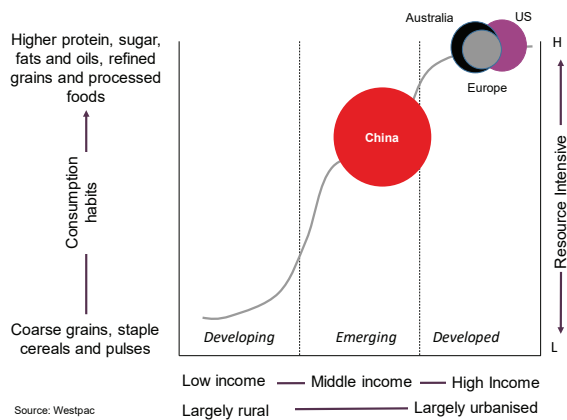 Australia
US
Higher protein, sugar,
fats and oils, refined
grains and processed
foods
H
Europe
China
Consumption
habits
Resource Intensive
Coarse grains, staple
cereals and pulses
Developing
Emerging
Developed
L
Low income
Middle income
High Income
Source: Westpac
Largely rural
Largely urbanised